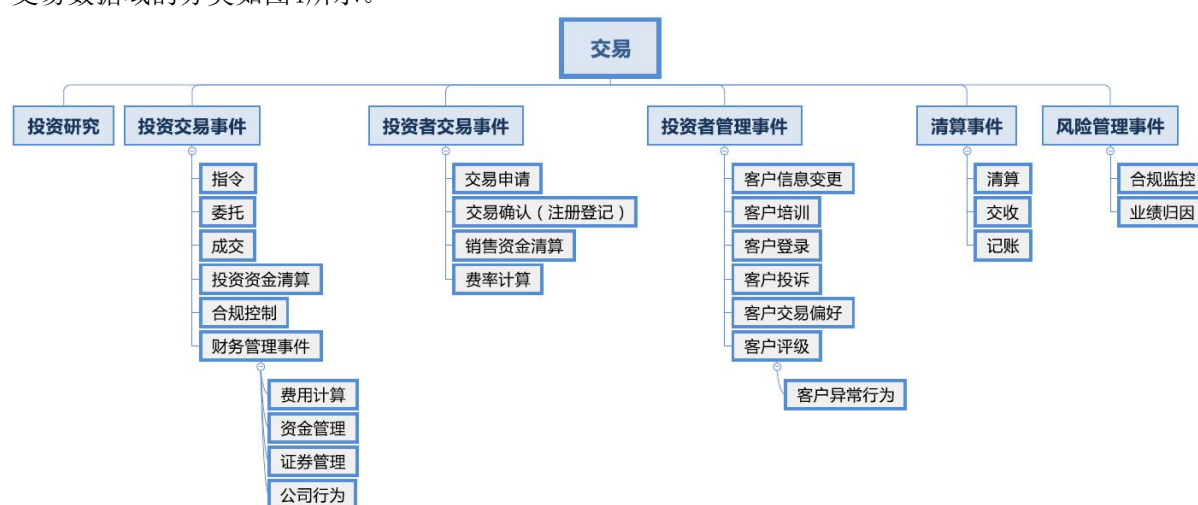 交易数据域的分类如图4所示。
交易
投资研究
投资交易事件
指令
委托
成交
投资资金清算
合规控制
财务管理事件
费用计算
资金管理
证券管理
公司行为
投资者交易事件
交易申请
交易确认（注册登记）
销售资金清算
费率计算
投资者管理事件
客户信息变更
客户培训
客户登录
客户投诉
客户交易偏好
客户评级
客户异常行为
清算事件
清算
交收
记账
风险管理事件
合规监控
业绩归因